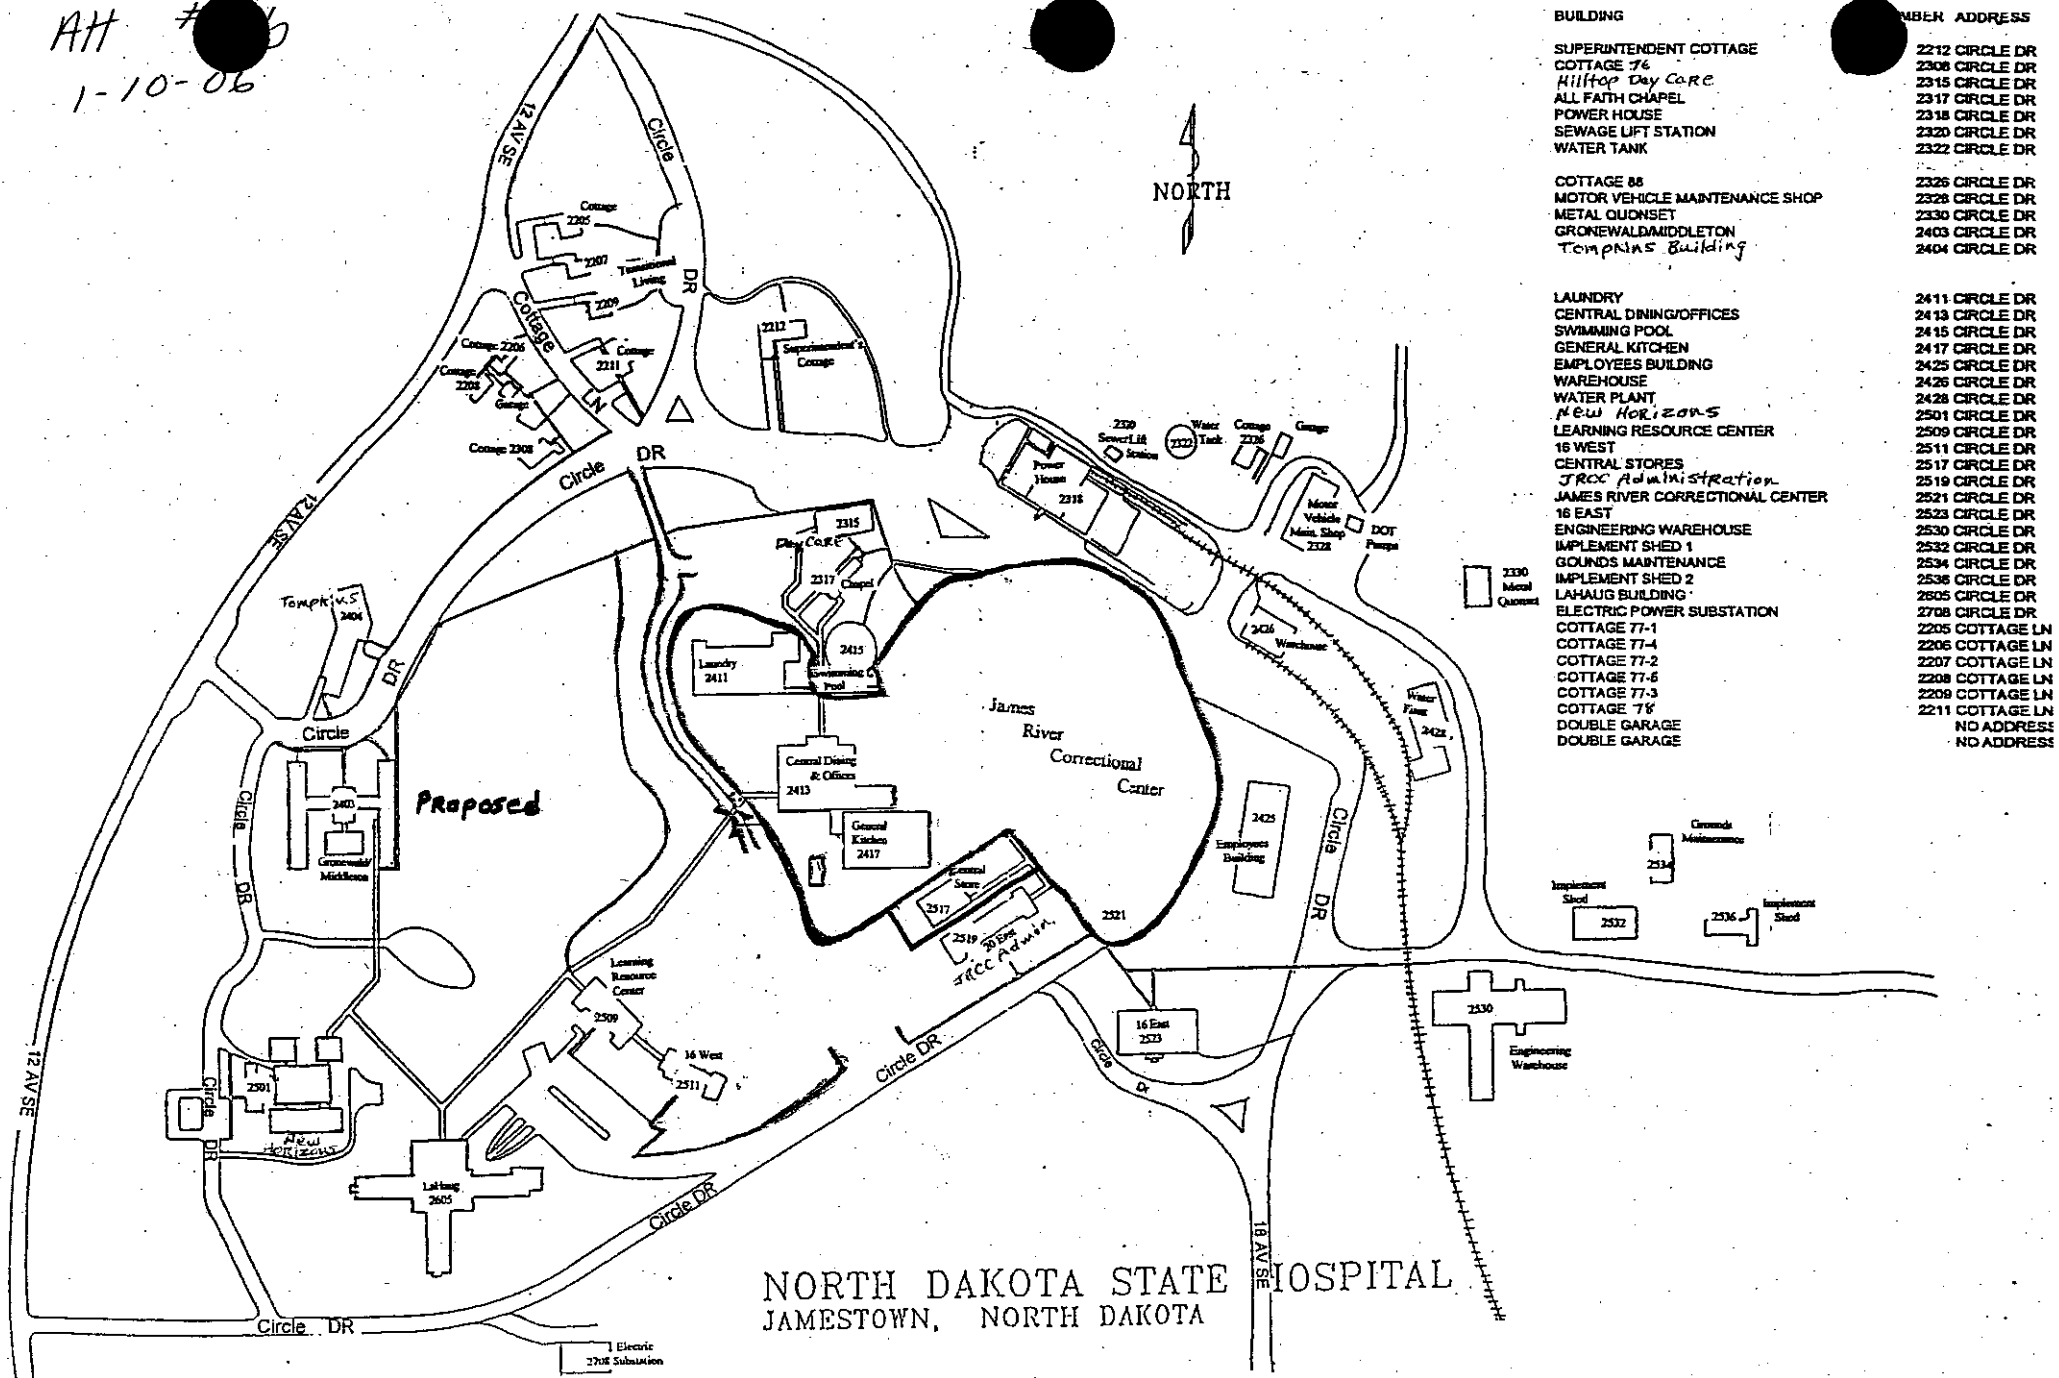 AH #
1-10-06
BUILDING ADDRESS
SUPERINTENDENT COTTAGE 2212 CIRCLE DR
COTTAGE 76 2308 CIRCLE DR
Hilltop Day Care 2315 CIRCLE DR
ALL FAITH CHAPEL 2317 CIRCLE DR
POWER HOUSE 2318 CIRCLE DR
SEWAGE LIFT STATION 2320 CIRCLE DR
WATER TANK 2322 CIRCLE DR
COTTAGE 88 2326 CIRCLE DR
MOTOR VEHICLE MAINTENANCE SHOP 2328 CIRCLE DR
METAL QUONSET 2330 CIRCLE DR
GRONEWALD/MIDDLETON 2403 CIRCLE DR
Tompkins Building 2404 CIRCLE DR
LAUNDRY 2411 CIRCLE DR
CENTRAL DINING/OFFICES 2413 CIRCLE DR
SWIMMING POOL 2415 CIRCLE DR
GENERAL KITCHEN 2417 CIRCLE DR
EMPLOYEES BUILDING 2425 CIRCLE DR
WAREHOUSE 2426 CIRCLE DR
WATER PLANT 2428 CIRCLE DR
New Horizons 2501 CIRCLE DR
LEARNING RESOURCE CENTER 2509 CIRCLE DR
16 WEST 2511 CIRCLE DR
CENTRAL STORES 2517 CIRCLE DR
JRCC Administration 2519 CIRCLE DR
JAMES RIVER CORRECTIONAL CENTER 2521 CIRCLE DR
16 EAST 2523 CIRCLE DR
ENGINEERING WAREHOUSE 2530 CIRCLE DR
IMPLEMENT SHED 1 2532 CIRCLE DR
GOUNDS MAINTENANCE 2534 CIRCLE DR
IMPLEMENT SHED 2 2536 CIRCLE DR
LAHAUG BUILDING 2605 CIRCLE DR
ELECTRIC POWER SUBSTATION 2708 CIRCLE DR
COTTAGE 77-1 2205 COTTAGE LN
COTTAGE 77-4 2206 COTTAGE LN
COTTAGE 77-2 2207 COTTAGE LN
COTTAGE 77-5 2208 COTTAGE LN
COTTAGE 77-3 2209 COTTAGE LN
COTTAGE 78 2211 COTTAGE LN
DOUBLE GARAGE NO ADDRESS
DOUBLE GARAGE NO ADDRESS
NORTH
12 AV SE
Circle
DR
Cottage
2205
2207
Transitional
Living
2209
Cottage
Cottage 2206
Cottage
2208
Garage
Cottage
2211
LN
Cottage 2308
2212
Superintendent's
Cottage
Circle DR
12 AV SE
Power
House
2318
2320
Sewer Lift
Station
2322
Water
Tank
Cottage
2326
Garage
Motor
Vehicle
Main. Shop
2328
DOT
Pumps
2330
Metal
Quonset
2315
Day CARE
2317
Chapel
Tompkins
2404
DR
Circle
Laundry
2411
2415
Swimming
Pool
2426
Warehouse
Water
Plant
2428
James
River
Correctional
Center
Central Dining
& Offices
2413
General
Kitchen
2417
2403
Gronewald/
Middleton
Proposed
Circle
DR
2425
Employees
Building
Circle
DR
Central
Store
2517
2519
20 East
JRCC Admin.
2521
Grounds
Maintenance
2534
Implement
Shed
2532
2536
Implement
Shed
Learning
Resource
Center
2509
16 West
2511
Circle DR
16 East
2523
Circle
Dr
2530
Engineering
Warehouse
12 AV SE
Circle
DR
2501
New
HORIZONS
LaHaug
2605
Circle DR
18 AV SE
NORTH DAKOTA STATE HOSPITAL
JAMESTOWN, NORTH DAKOTA
Circle DR
Electric
2708 Substation